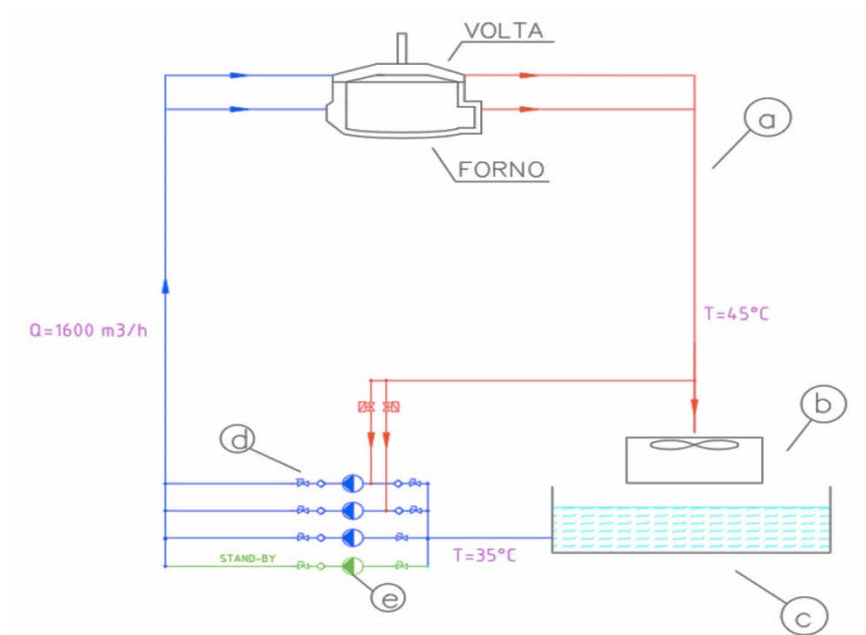 VOLTA
a
FORNO
Q=1600 m3/h
T=45°C
b
d
STAND-BY
T=35°C
e
c